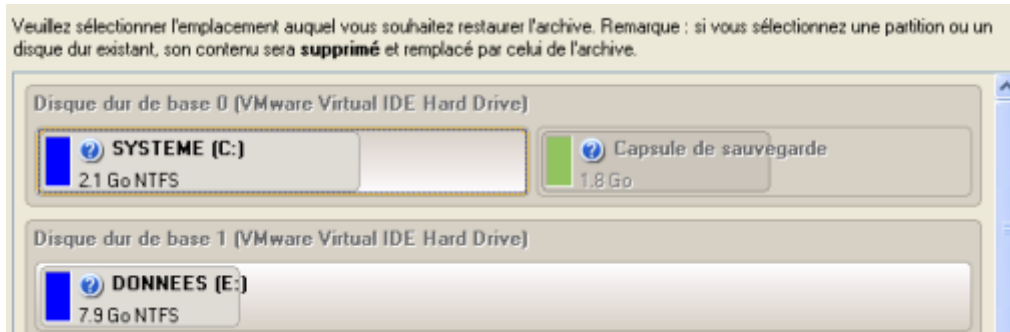 Veuillez sélectionner l'emplacement auquel vous souhaitez restaurer l'archive. Remarque : si vous sélectionnez une partition ou un
disque dur existant, son contenu sera supprimé et remplacé par celui de l'archive.
Disque dur de base 0 (VMware Virtual IDE Hard Drive)
SYSTEME (C:)
2.1 Go NTFS
Capsule de sauvegarde
1.8 Go
Disque dur de base 1 (VMware Virtual IDE Hard Drive)
DONNEES (E:)
7.9 Go NTFS